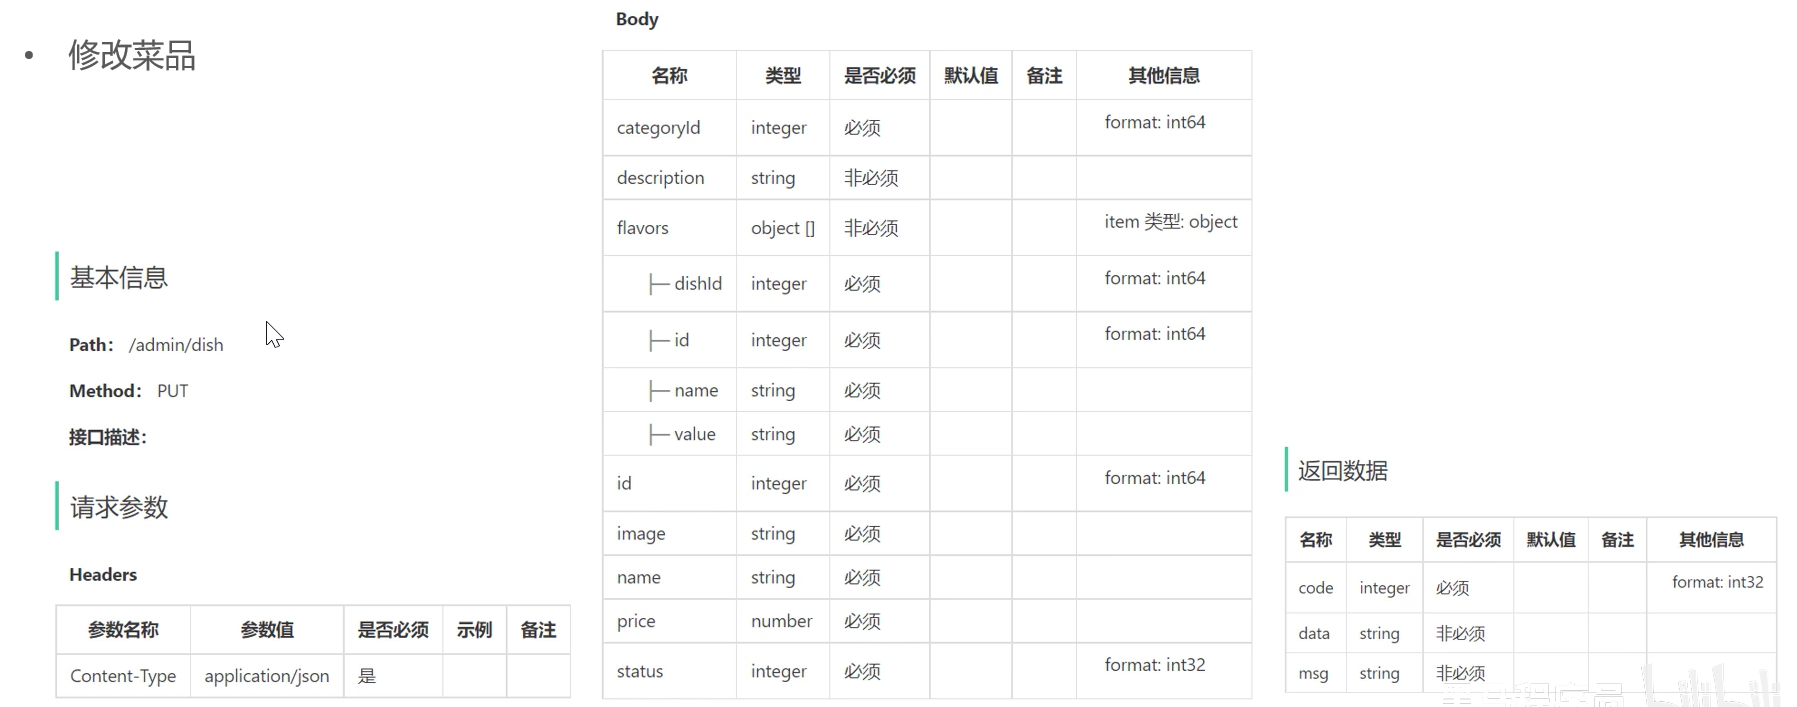 • 修改菜品
基本信息
Path： /admin/dish
Method： PUT
接口描述：
请求参数
Headers
参数名称 参数值 是否必须 示例 备注
Content-Type application/json 是
Body
名称 类型 是否必须 默认值 备注 其他信息
categoryId integer 必须 format: int64
description string 非必须
flavors object [] 非必须 item 类型: object
├─ dishId integer 必须 format: int64
├─ id integer 必须 format: int64
├─ name string 必须
├─ value string 必须
id integer 必须 format: int64
image string 必须
name string 必须
price number 必须
status integer 必须 format: int32
返回数据
名称 类型 是否必须 默认值 备注 其他信息
code integer 必须 format: int32
data string 非必须
msg string 非必须